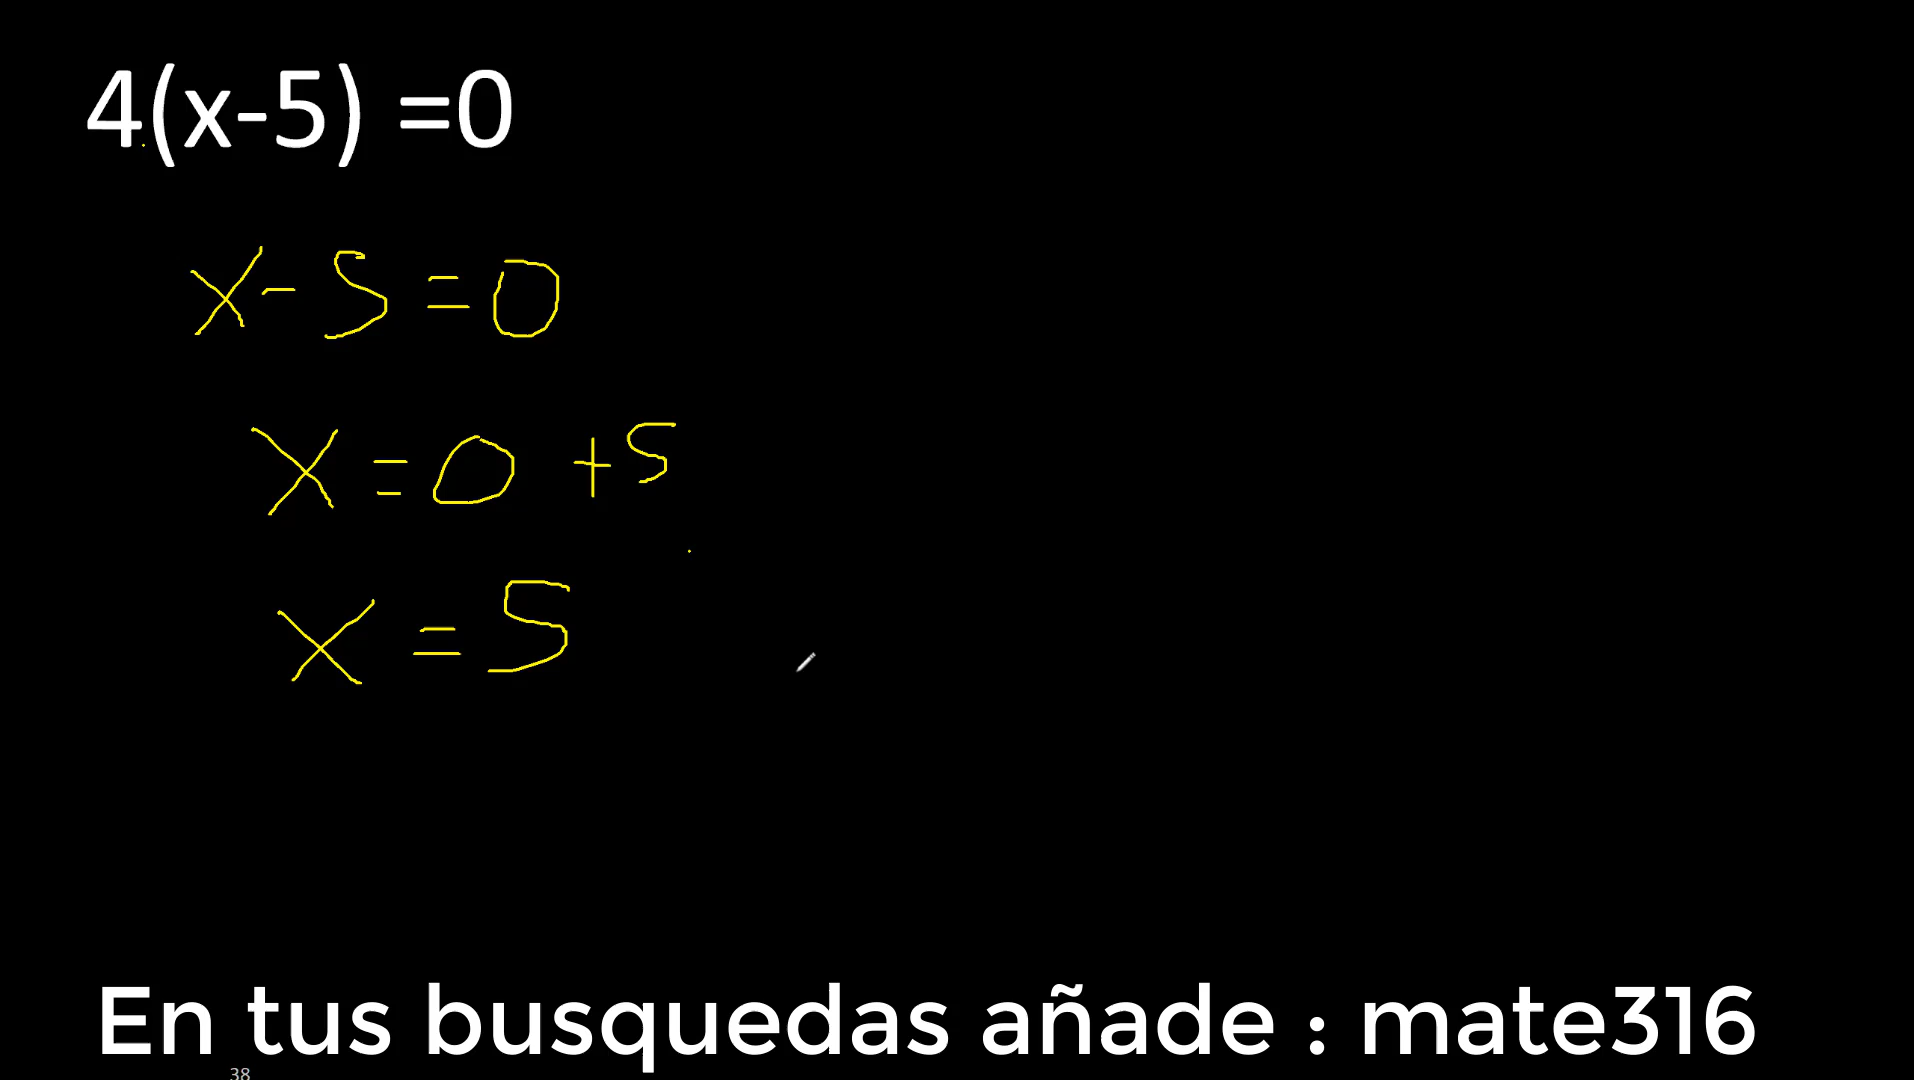 4(x-5) =0
x-5=0
x=0 +5
x=5
En tus busquedas añade : mate316
38